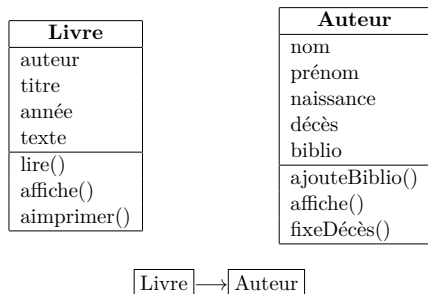 Livre
auteur
titre
année
texte
lire()
affiche()
aimprimer()
Auteur
nom
prénom
naissance
décès
biblio
ajouteBiblio()
affiche()
fixeDécès()
Livre
Auteur